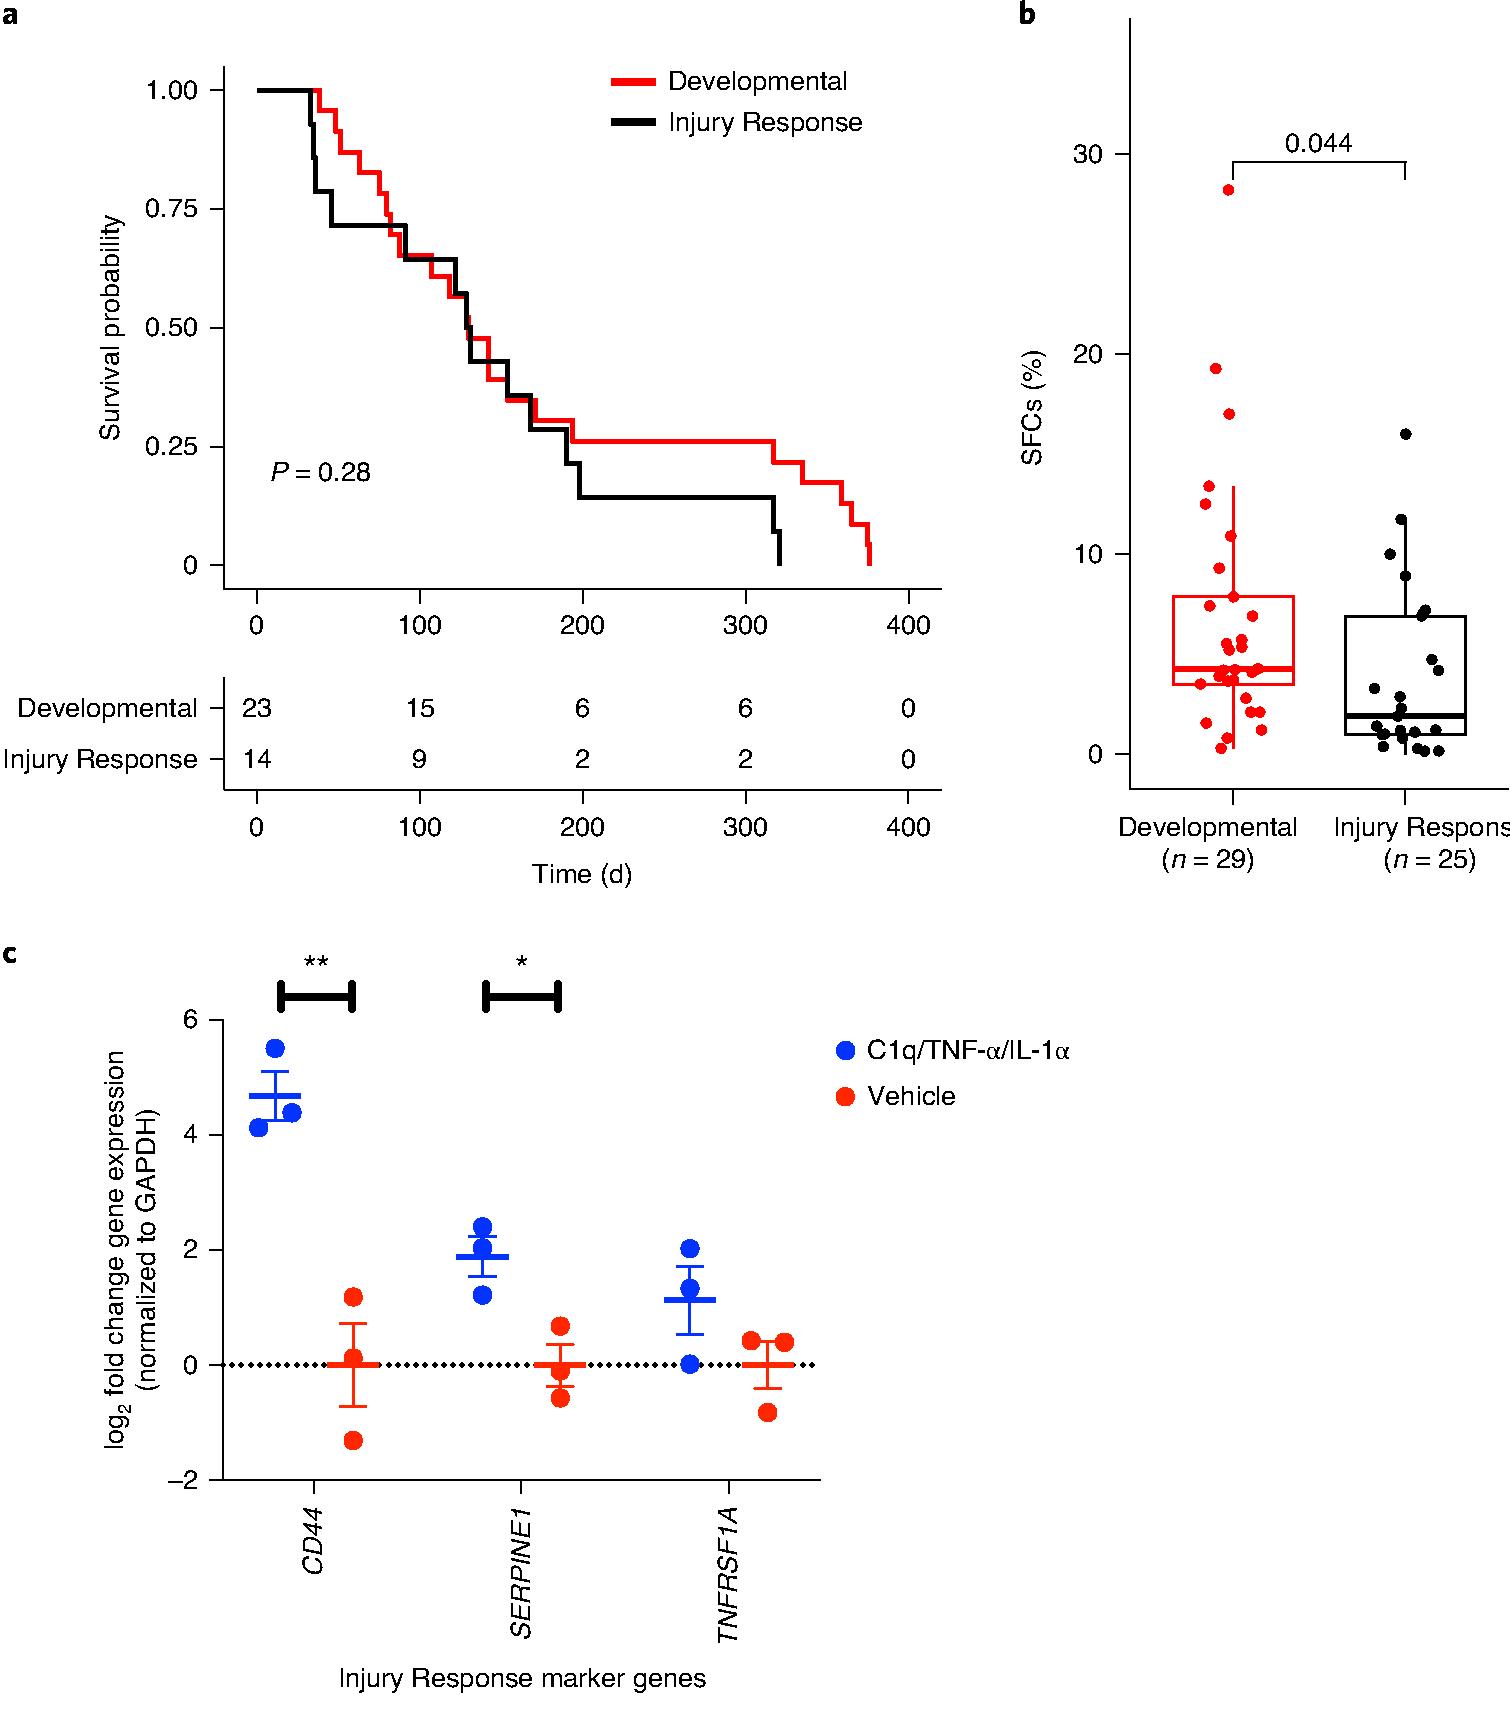 a
1.00
0.75
0.50
0.25
0
Survival probability
Developmental
Injury Response
P = 0.28
0 100 200 300 400
Developmental 23 15 6 6 0
Injury Response 14 9 2 2 0
0 100 200 300 400
Time (d)
b
30
20
10
0
SFCs (%)
0.044
Developmental Injury Respons
(n = 29) (n = 25)
c
** *
6
4
2
0
−2
log2 fold change gene expression
(normalized to GAPDH)
C1q/TNF-α/IL-1α
Vehicle
CD44
SERPINE1
TNFRSF1A
Injury Response marker genes